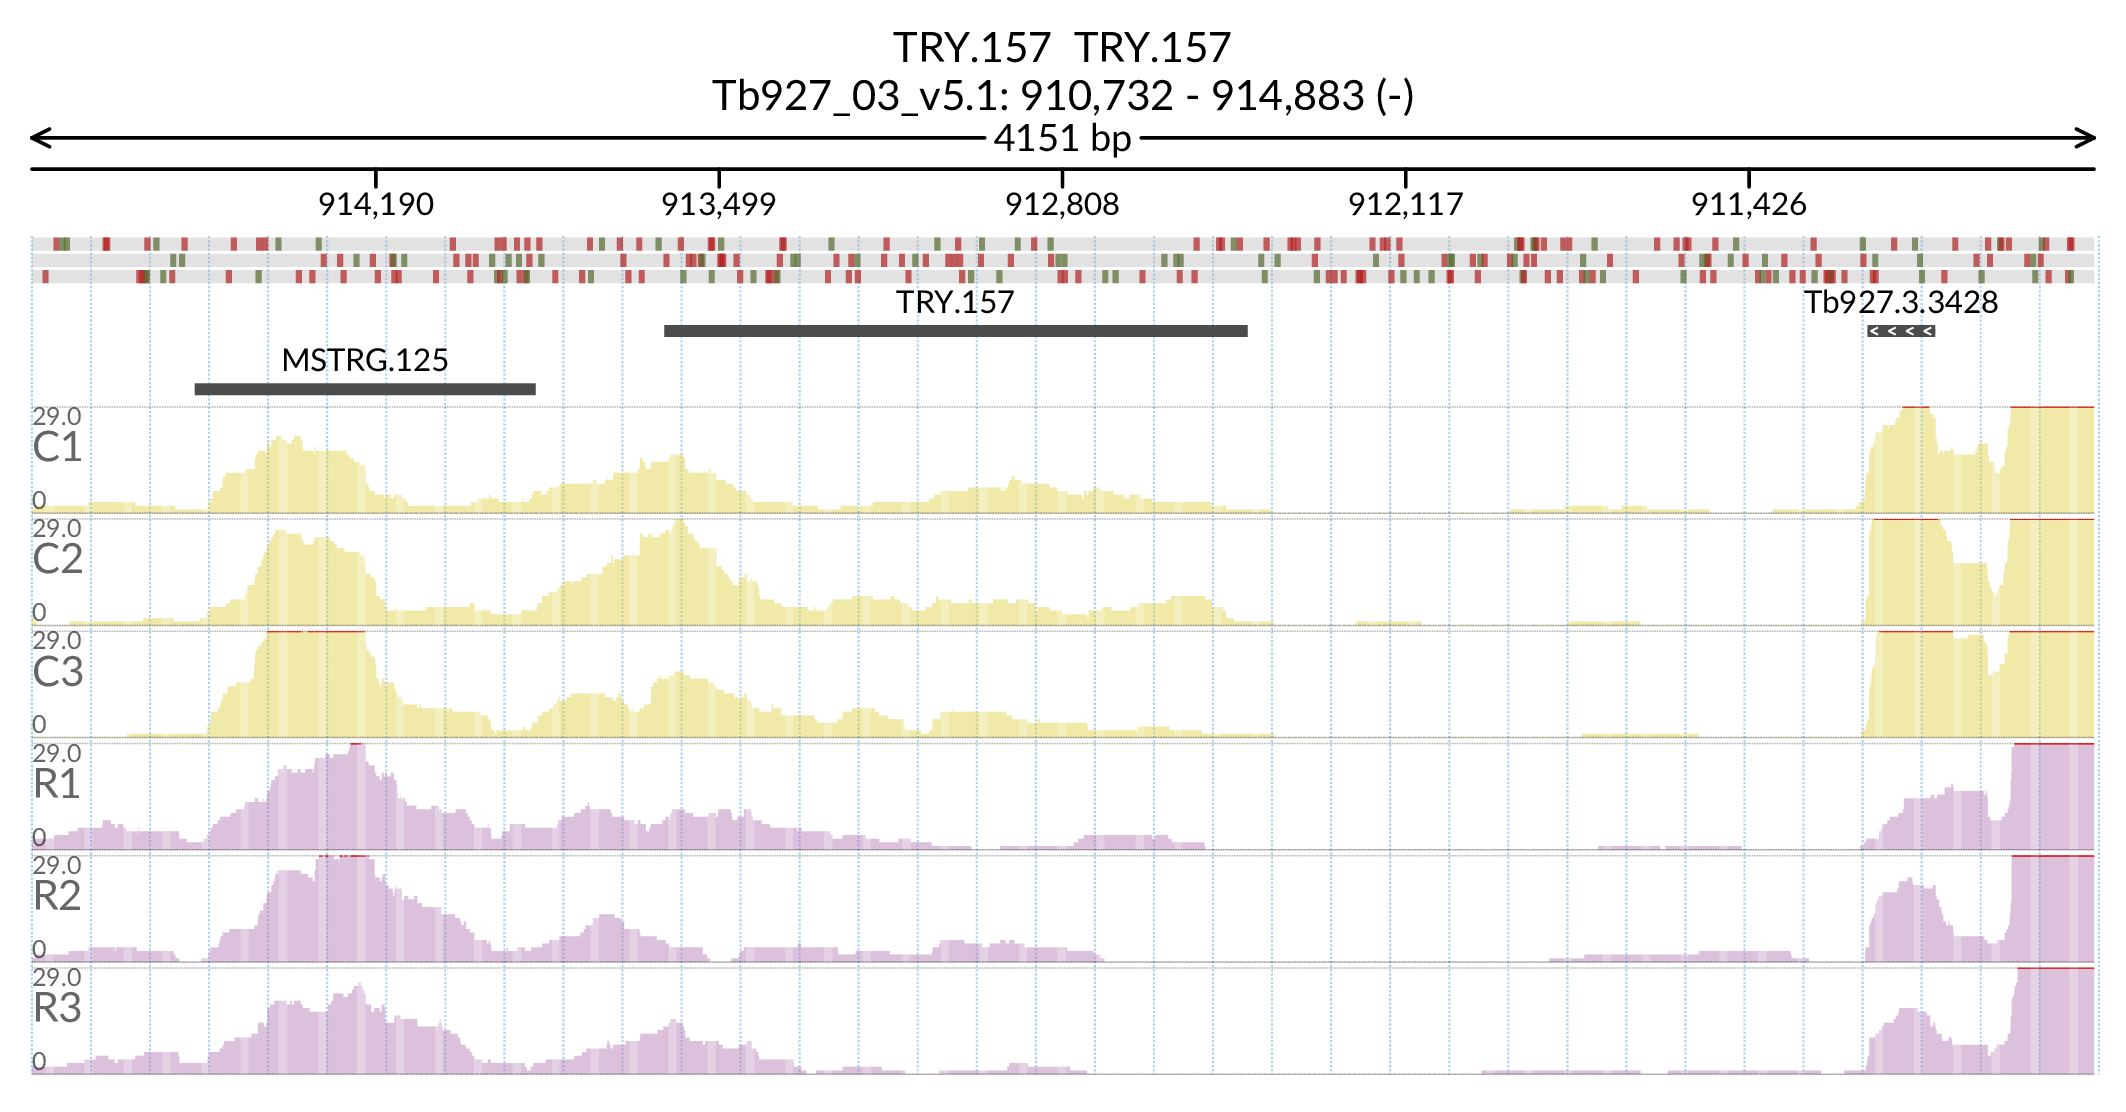 TRY.157 TRY.157
Tb927_03_v5.1: 910,732 - 914,883 (-)
4151 bp
914,190 913,499 912,808 912,117 911,426
TRY.157 Tb927.3.3428
< < < <
MSTRG.125
29.0
C1
0
29.0
C2
0
29.0
C3
0
29.0
R1
0
29.0
R2
0
29.0
R3
0